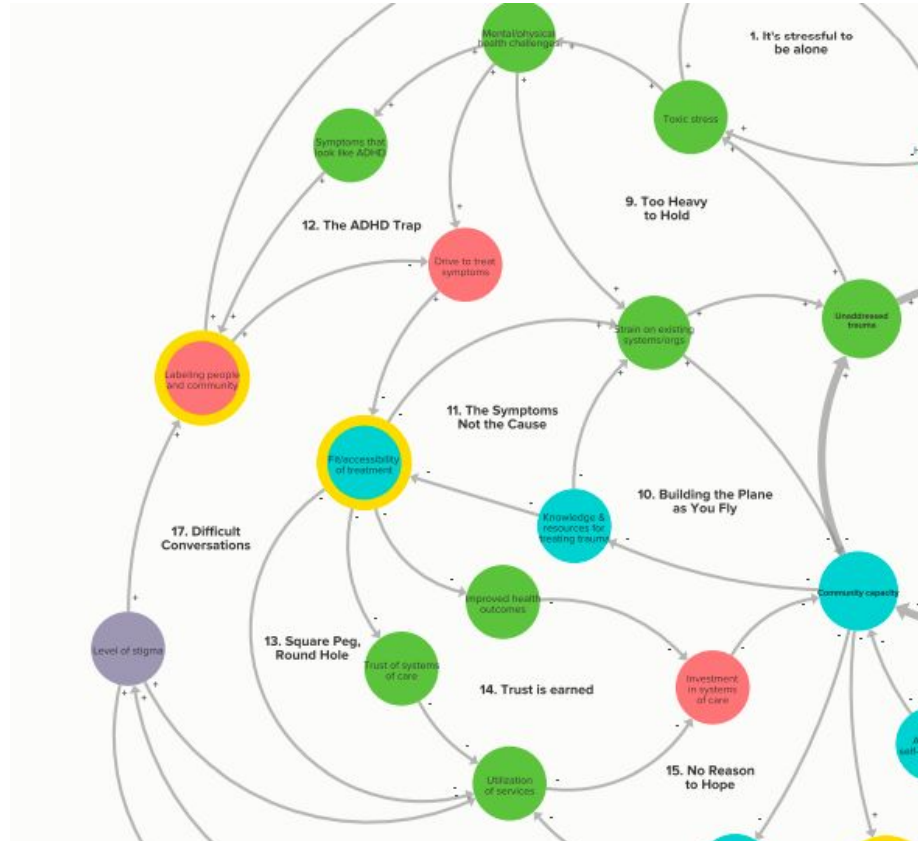 Mental/physical
health challenges
1. It's stressful to
be alone
Toxic stress
Symptoms that
look like ADHD
9. Too Heavy
to Hold
12. The ADHD Trap
Drive to treat
symptoms
Unaddressed
trauma
Strain on existing
systems/orgs
Labeling people
and community
11. The Symptoms
Not the Cause
Fit/accessibility
of treatment
10. Building the Plane
as You Fly
Knowledge &
resources for
treating trauma
17. Difficult
Conversations
Community capacity
Improved health
outcomes
13. Square Peg,
Round Hole
Level of stigma
Trust of systems
of care
14. Trust is earned
Investment
in systems
of care
15. No Reason
to Hope
Utilization
of services